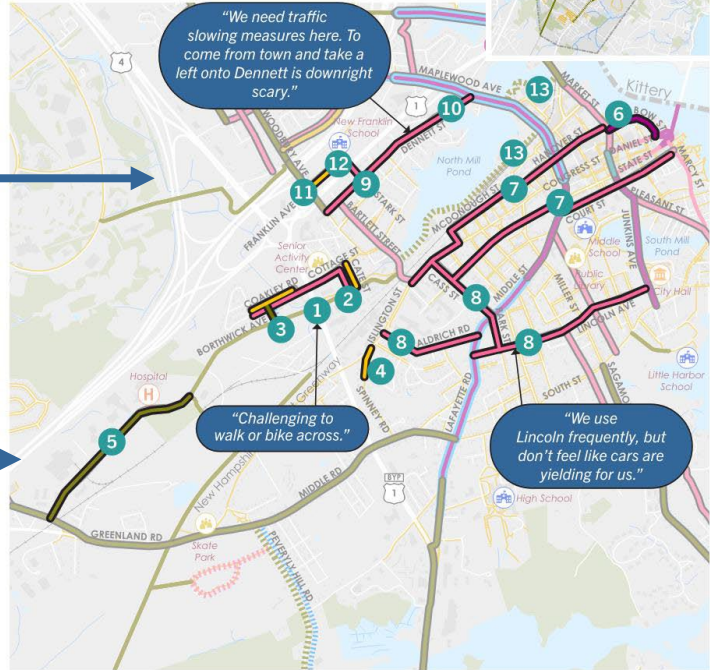 "We need traffic
slowing measures here. To
come from town and take a
left onto Dennett is downright
scary."
4
MAPLEWOOD AVE
1
13
MARKET ST
Kittery
10
6
BOW ST
New Franklin
School
WOODBURY AVE
DENNETT ST
HANOVER ST
DANIEL ST
STATE ST
North Mill
Pond
13
CONGRESS ST
MARCY ST
12
11
9
STARK ST
7
MCDONOUGH ST
7
PLEASANT ST
FRANKLIN AVE
BARTLETT STREET
COURT ST
JUNKINS AVE
Senior
Activity
Center
COTTAGE ST
CATE ST
Middle
School
South Mill
Pond
COAKLEY RD
CASS ST
MIDDLE ST
Public
Library
City Hall
2
1
3
BORTHWICK AVE
ISLINGTON ST
8
MILLER ST
LINCOLN AVE
8
ALDRICH RD
PARK ST
8
Greenway
4
Hospital
H
SPINNEY RD
LAFAYETTE RD
SOUTH ST
Little Harbor
School
"Challenging to
walk or bike across."
"We use
Lincoln frequently, but
don't feel like cars are
yielding for us."
5
New Hampshire
MIDDLE RD
BYP
1
High School
GREENLAND RD
Skate
Park
PEVERLY HILL RD